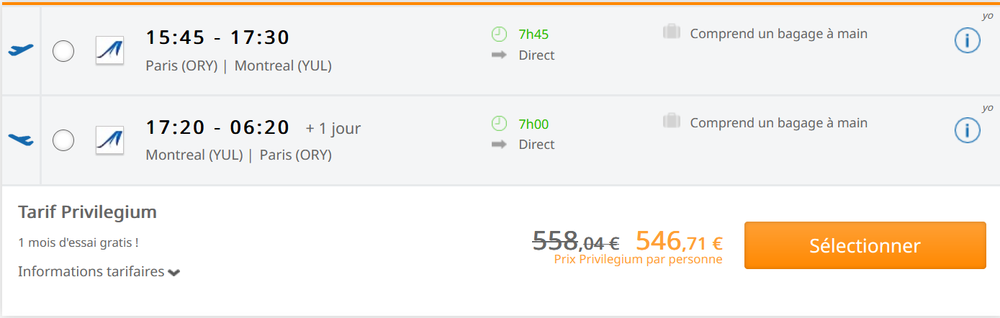 yo
15:45 - 17:30
7h45
Comprend un bagage à main
Paris (ORY) | Montreal (YUL)
Direct
yo
17:20 - 06:20 + 1 jour
7h00
Comprend un bagage à main
Montreal (YUL) | Paris (ORY)
Direct
Tarif Privilegium
1 mois d'essai gratis !
558,04 € 546,71 €
Prix Privilegium par personne
Sélectionner
Informations tarifaires